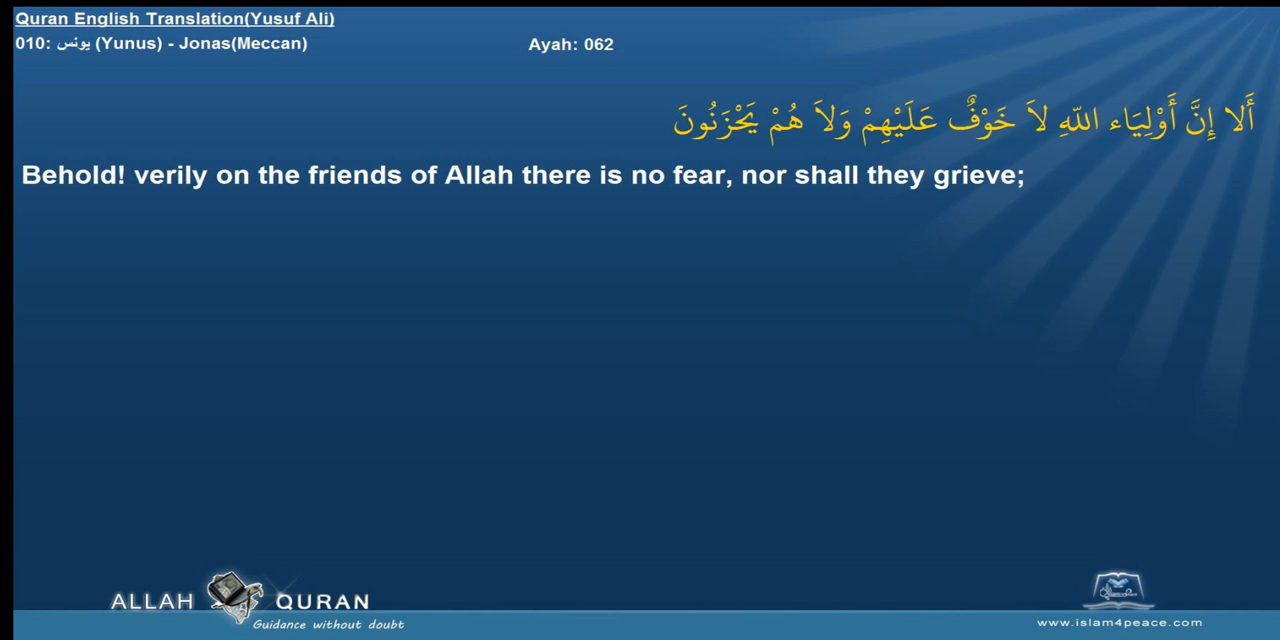 Quran English Translation(Yusuf Ali)
010: يونس (Yunus) - Jonas(Meccan) Ayah: 062
أَلا إِنَّ أَوْلِيَاء اللّهِ لاَ خَوْفٌ عَلَيْهِمْ وَلاَ هُمْ يَحْزَنُونَ
Behold! verily on the friends of Allah there is no fear, nor shall they grieve;
ALLAH QURAN
Guidance without doubt
www.islam4peace.com